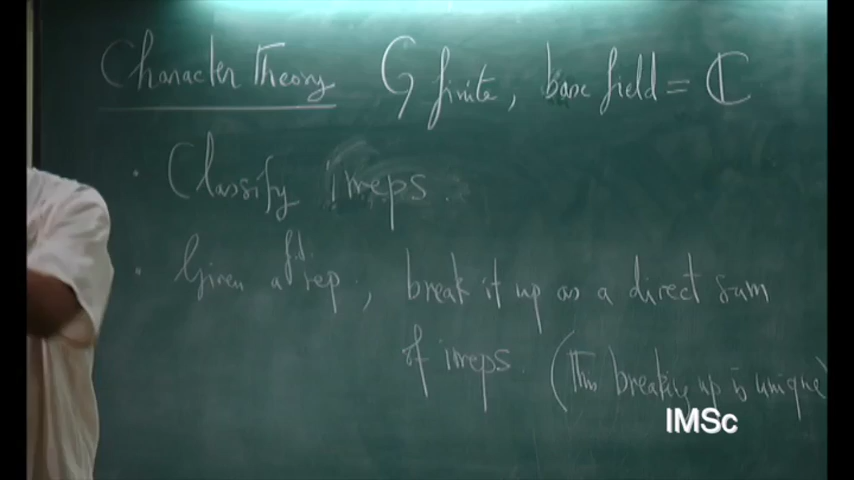 Character Theory G finite, base field = ℂ
· Classify irreps.
· Given a f.d. rep, break it up as a direct sum
of irreps. (This breaking up is unique)
IMSc